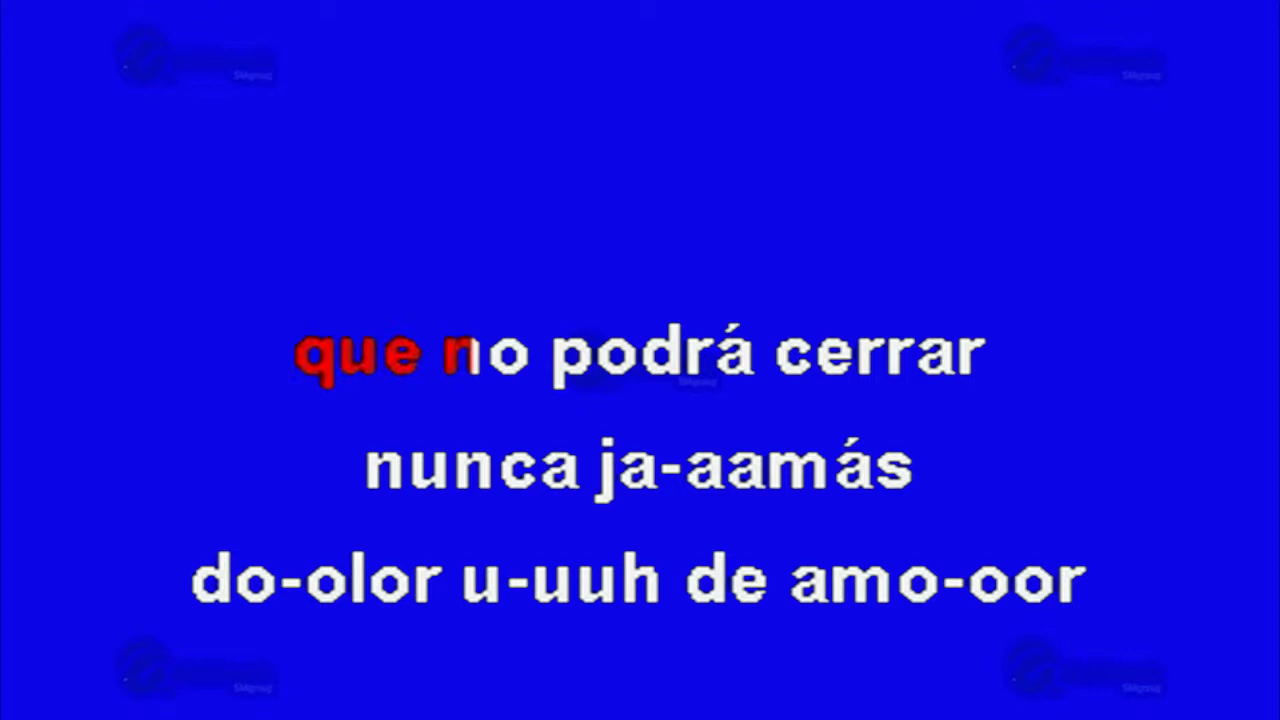 que no podrá cerrar
nunca ja-aamás
do-olor u-uuh de amo-oor